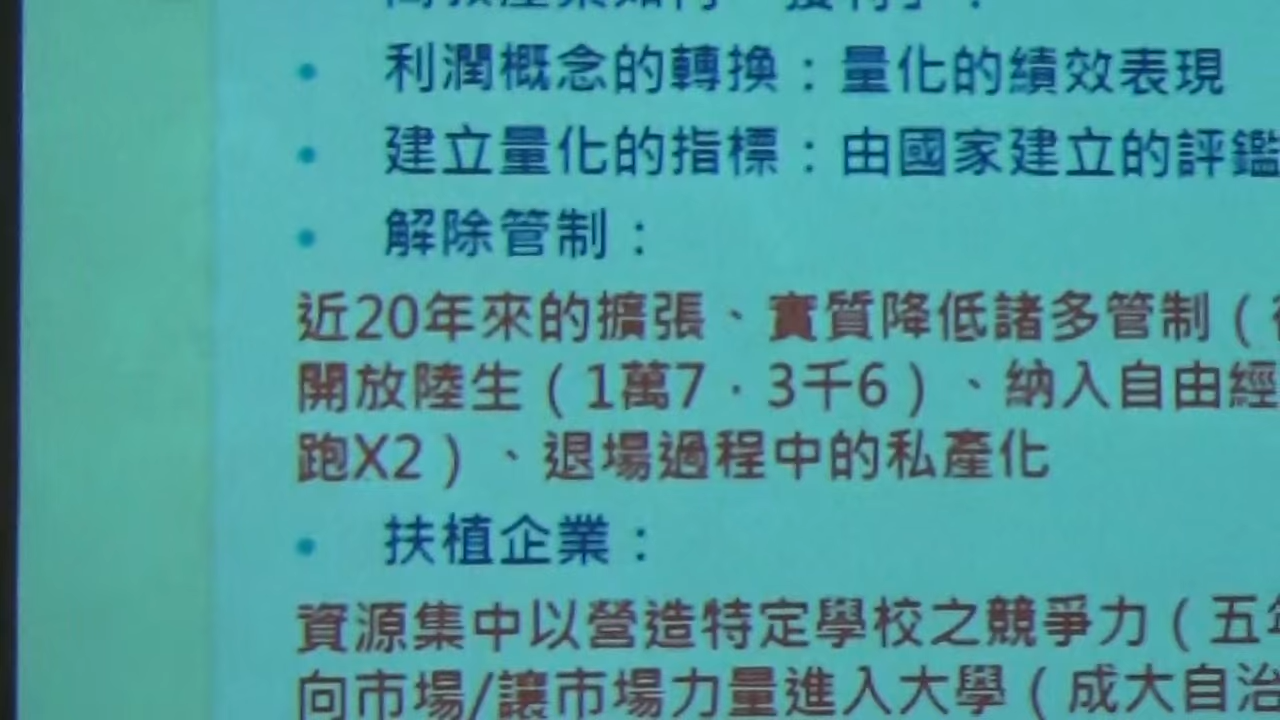 利潤概念的轉換：量化的績效表現
建立量化的指標：由國家建立的評鑑
解除管制：
近20年來的擴張、實質降低諸多管制（
開放陸生（1萬7．3千6）、納入自由經
跑X2）、退場過程中的私產化
扶植企業：
資源集中以營造特定學校之競爭力（五年
向市場/讓市場力量進入大學（成大自治